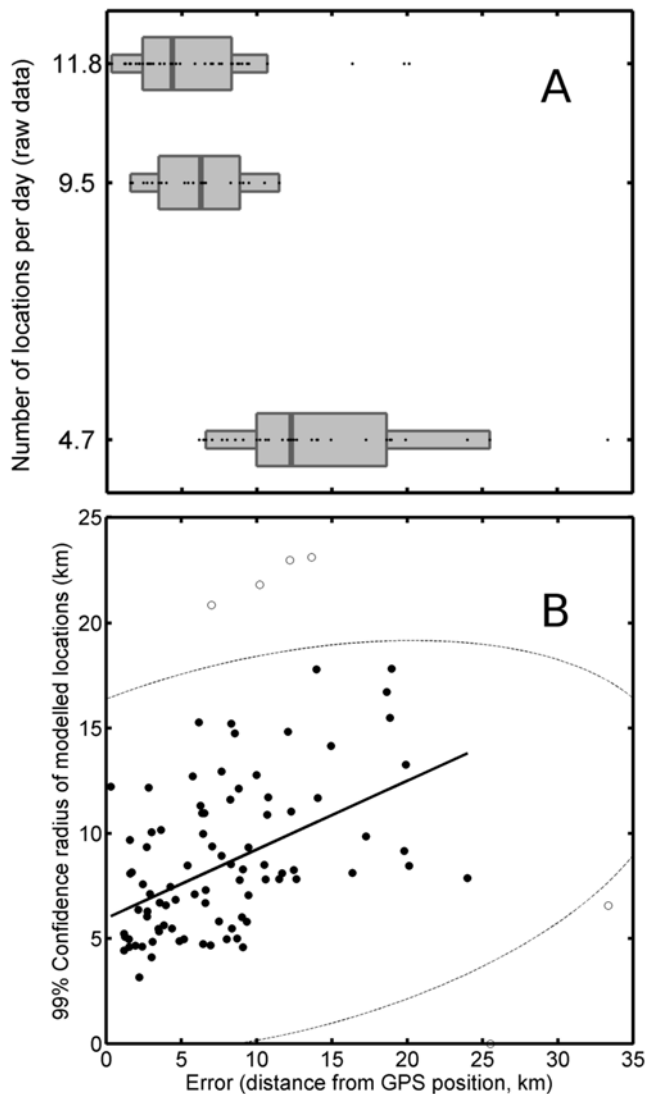 Number of locations per day (raw data)
11.8
9.5
4.7
A
99% Confidence radius of modelled locations (km)
25
20
15
10
5
0
B
0 5 10 15 20 25 30 35
Error (distance from GPS position, km)